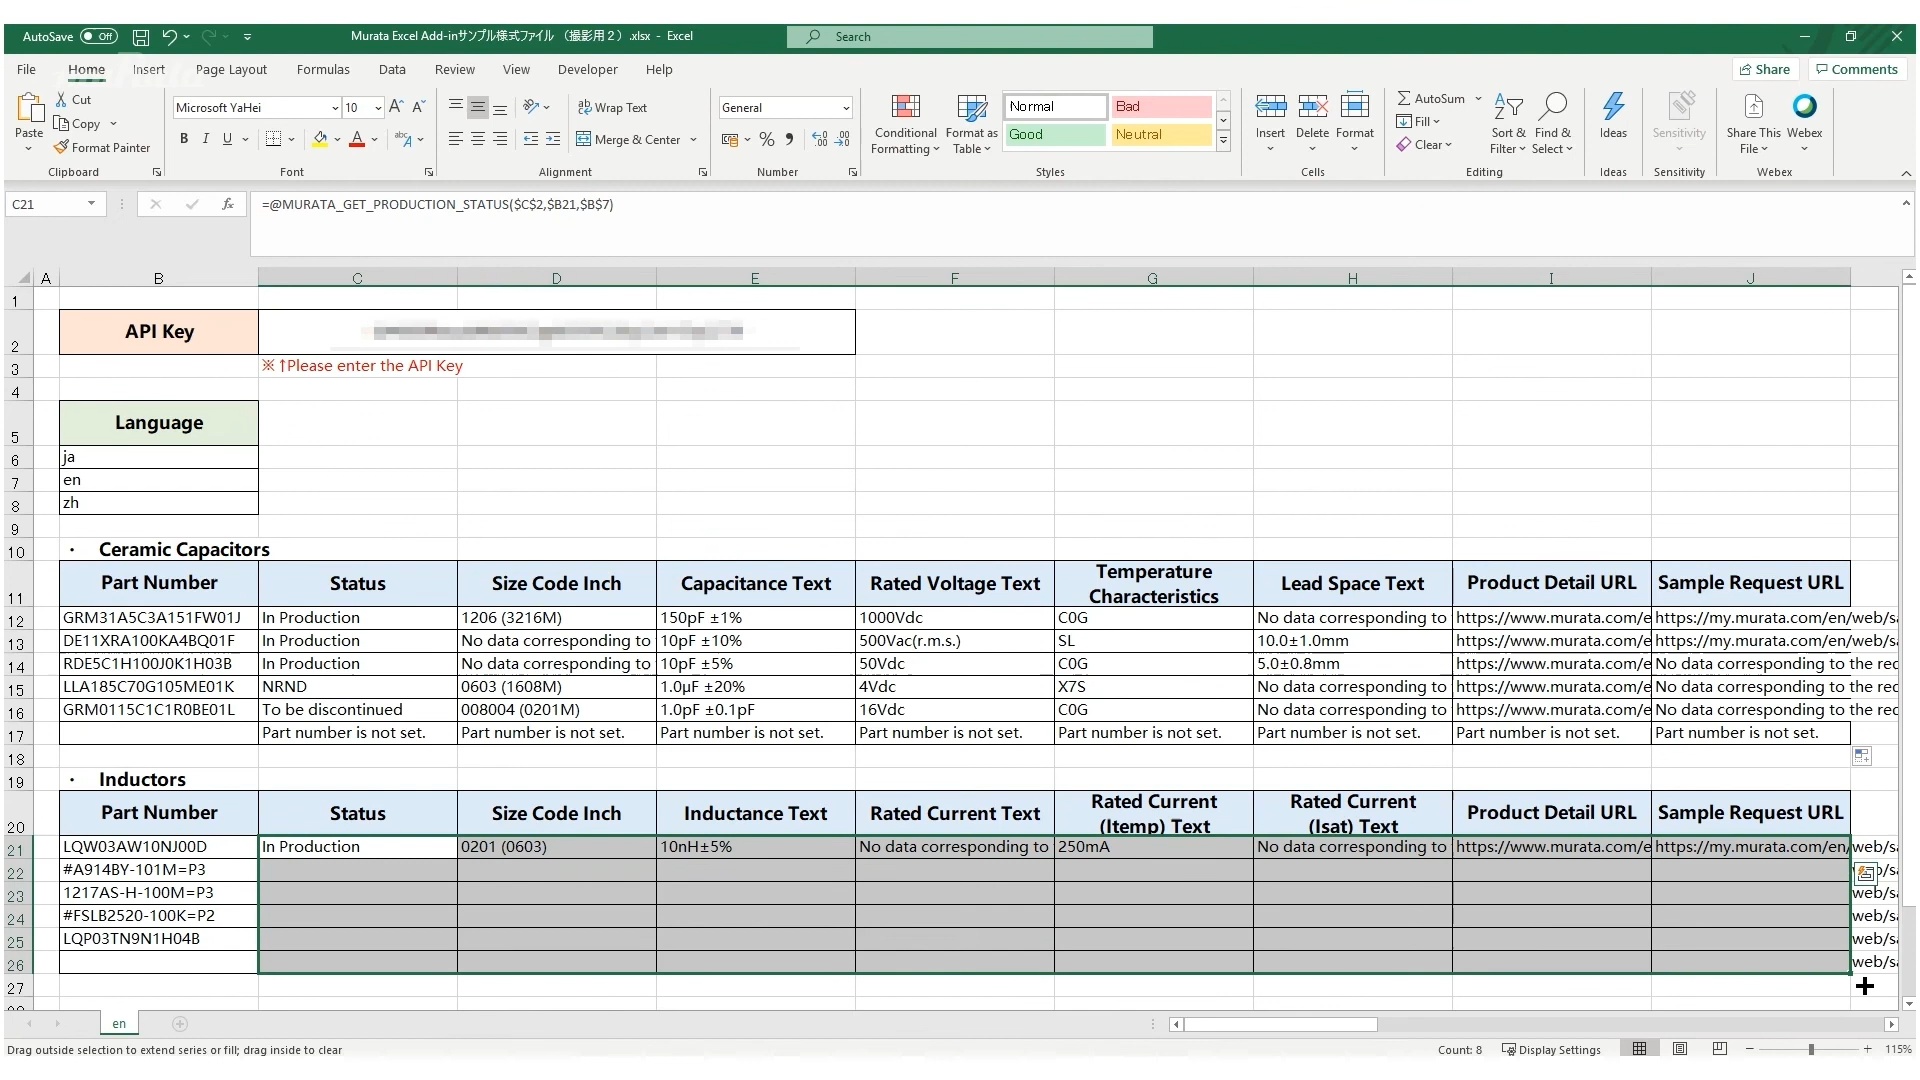 AutoSave Off Murata Excel Add-inサンプル様式ファイル （撮影用２）.xlsx - Excel Search
File Home Insert Page Layout Formulas Data Review View Developer Help Share Comments
Paste Cut Copy Format Painter
Clipboard
Microsoft YaHei 10
B I U
Font
Wrap Text
Merge & Center
Alignment
General
Number
Conditional Formatting Format as Table
Normal Bad
Good Neutral
Styles
Insert Delete Format
Cells
AutoSum Fill Clear Sort & Filter Find & Select
Editing
Ideas
Ideas
Sensitivity
Sensitivity
Share This File Webex
Webex
C21 fx =@MURATA_GET_PRODUCTION_STATUS($C$2,$B21,$B$7)
A B C D E F G H I J
1
2 API Key
3 ※↑Please enter the API Key
4
5 Language
6 ja
7 en
8 zh
9
10 ・ Ceramic Capacitors
11 Part Number Status Size Code Inch Capacitance Text Rated Voltage Text Temperature Characteristics Lead Space Text Product Detail URL Sample Request URL
12 GRM31A5C3A151FW01J In Production 1206 (3216M) 150pF ±1% 1000Vdc C0G No data corresponding to https://www.murata.com/e https://my.murata.com/en/web/sa
13 DE11XRA100KA4BQ01F In Production No data corresponding to 10pF ±10% 500Vac(r.m.s.) SL 10.0±1.0mm https://www.murata.com/e https://my.murata.com/en/web/sa
14 RDE5C1H100J0K1H03B In Production No data corresponding to 10pF ±5% 50Vdc C0G 5.0±0.8mm https://www.murata.com/e No data corresponding to the rec
15 LLA185C70G105ME01K NRND 0603 (1608M) 1.0μF ±20% 4Vdc X7S No data corresponding to https://www.murata.com/e No data corresponding to the rec
16 GRM0115C1C1R0BE01L To be discontinued 008004 (0201M) 1.0pF ±0.1pF 16Vdc C0G No data corresponding to https://www.murata.com/e No data corresponding to the rec
17 Part number is not set. Part number is not set. Part number is not set. Part number is not set. Part number is not set. Part number is not set. Part number is not set. Part number is not set.
18
19 ・ Inductors
20 Part Number Status Size Code Inch Inductance Text Rated Current Text Rated Current (Itemp) Text Rated Current (Isat) Text Product Detail URL Sample Request URL
21 LQW03AW10NJ00D In Production 0201 (0603) 10nH±5% No data corresponding to 250mA No data corresponding to https://www.murata.com/e https://my.murata.com/en/web/sa
22 #A914BY-101M=P3 b/sa
23 1217AS-H-100M=P3 web/sa
24 #FSLB2520-100K=P2 web/sa
25 LQP03TN9N1H04B web/sa
26 web/sa
27
en
Drag outside selection to extend series or fill; drag inside to clear Count: 8 Display Settings 115%